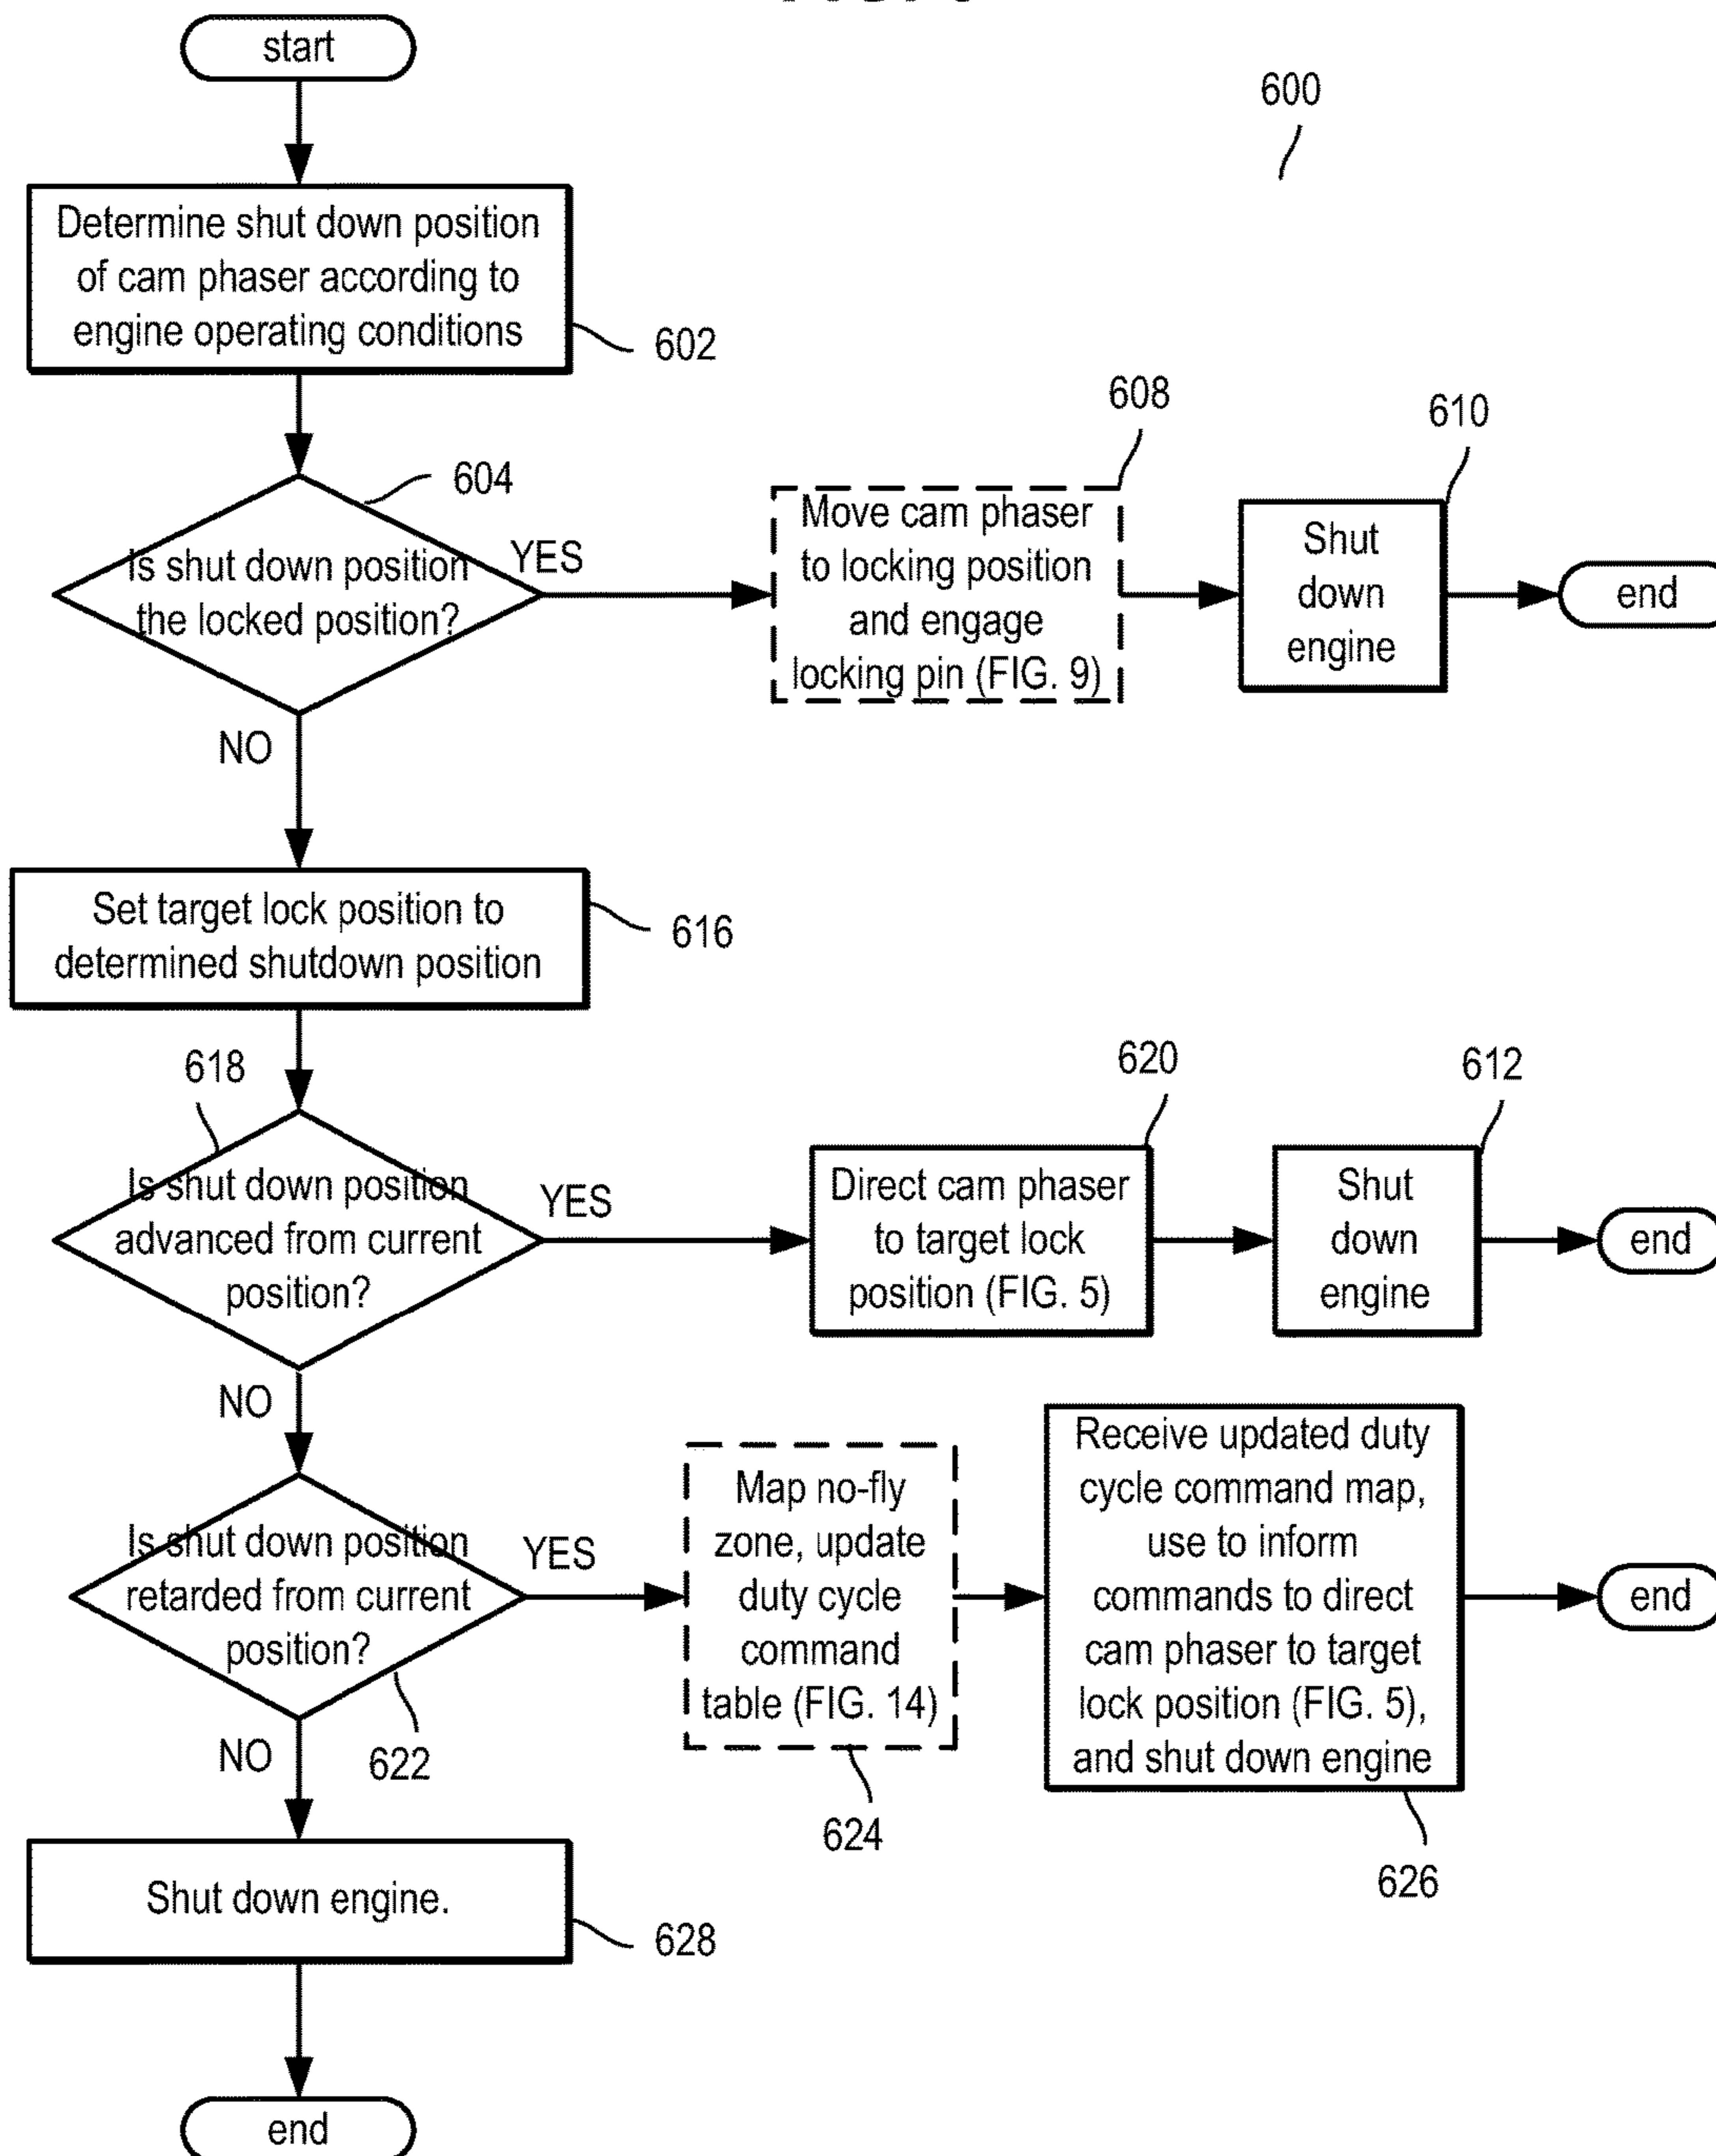 start
600
Determine shut down position
of cam phaser according to
engine operating conditions
602
604
Is shut down position
the locked position?
YES
608
Move cam phaser
to locking position
and engage
locking pin (FIG. 9)
610
Shut
down
engine
end
NO
Set target lock position to
determined shutdown position
616
618
Is shut down position
advanced from current
position?
YES
620
Direct cam phaser
to target lock
position (FIG. 5)
612
Shut
down
engine
end
NO
Is shut down position
retarded from current
position?
622
YES
Map no-fly
zone, update
duty cycle
command
table (FIG. 14)
624
Receive updated duty
cycle command map,
use to inform
commands to direct
cam phaser to target
lock position (FIG. 5),
and shut down engine
626
end
NO
Shut down engine.
628
end